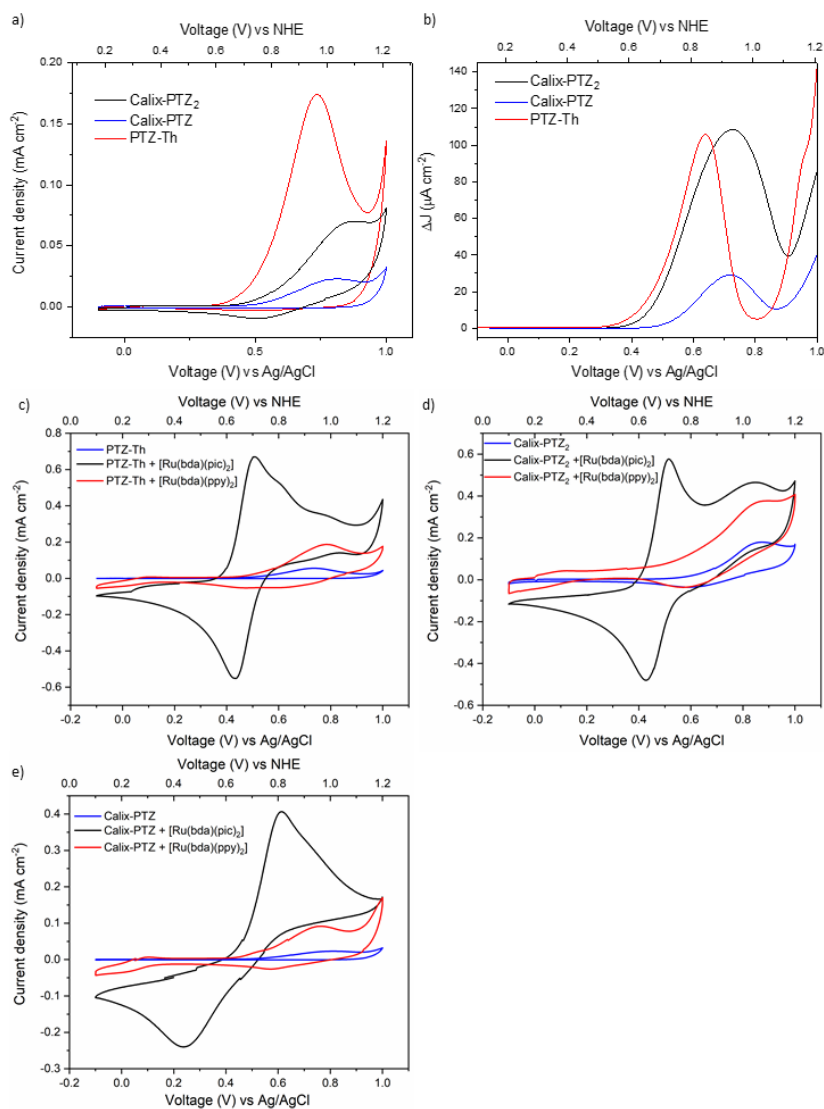 a)
Voltage (V) vs NHE
0.2 0.4 0.6 0.8 1.0 1.2
0.20
0.15
0.10
0.05
0.00
Current density (mA cm-2)
Calix-PTZ2
Calix-PTZ
PTZ-Th
0.0 0.5 1.0
Voltage (V) vs Ag/AgCl
b)
Voltage (V) vs NHE
0.2 0.4 0.6 0.8 1.0 1.2
140
120
100
80
60
40
20
0
ΔJ (µA cm-2)
Calix-PTZ2
Calix-PTZ
PTZ-Th
0.0 0.2 0.4 0.6 0.8 1.0
Voltage (V) vs Ag/AgCl
c)
Voltage (V) vs NHE
0.0 0.2 0.4 0.6 0.8 1.0 1.2
0.8
0.6
0.4
0.2
0.0
-0.2
-0.4
-0.6
Current density (mA cm-2)
PTZ-Th
PTZ-Th + [Ru(bda)(pic)2]
PTZ-Th + [Ru(bda)(ppy)2]
-0.2 0.0 0.2 0.4 0.6 0.8 1.0
Voltage (V) vs Ag/AgCl
d)
Voltage (V) vs NHE
0.0 0.2 0.4 0.6 0.8 1.0 1.2
0.6
0.4
0.2
0.0
-0.2
-0.4
-0.6
Current density (mA cm-2)
Calix-PTZ2
Calix-PTZ2 +[Ru(bda)(pic)2]
Calix-PTZ2 +[Ru(bda)(ppy)2]
-0.2 0.0 0.2 0.4 0.6 0.8 1.0
Voltage (V) vs Ag/AgCl
e)
Voltage (V) vs NHE
0.0 0.2 0.4 0.6 0.8 1.0 1.2
0.4
0.3
0.2
0.1
0.0
-0.1
-0.2
-0.3
Current density (mA cm-2)
Calix-PTZ
Calix-PTZ + [Ru(bda)(pic)2]
Calix-PTZ + [Ru(bda)(ppy)2]
-0.2 0.0 0.2 0.4 0.6 0.8 1.0
Voltage (V) vs Ag/AgCl